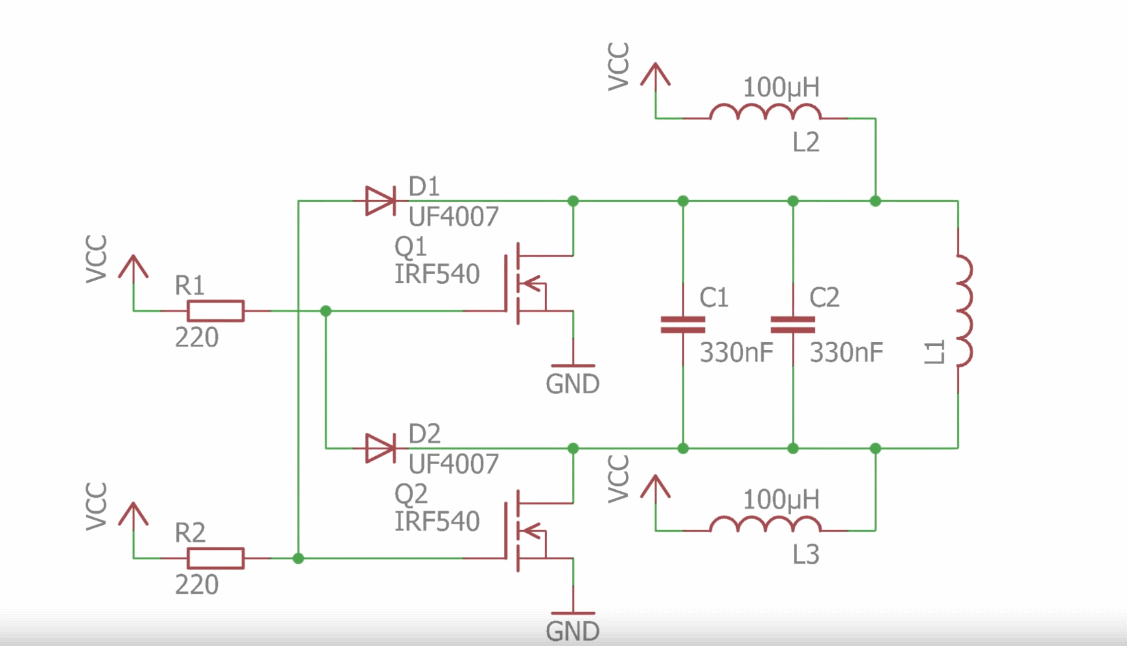 VCC
100µH
L2
D1
UF4007
Q1
IRF540
VCC
R1
220
GND
C1
330nF
C2
330nF
L1
D2
UF4007
Q2
IRF540
VCC
100µH
L3
VCC
R2
220
GND